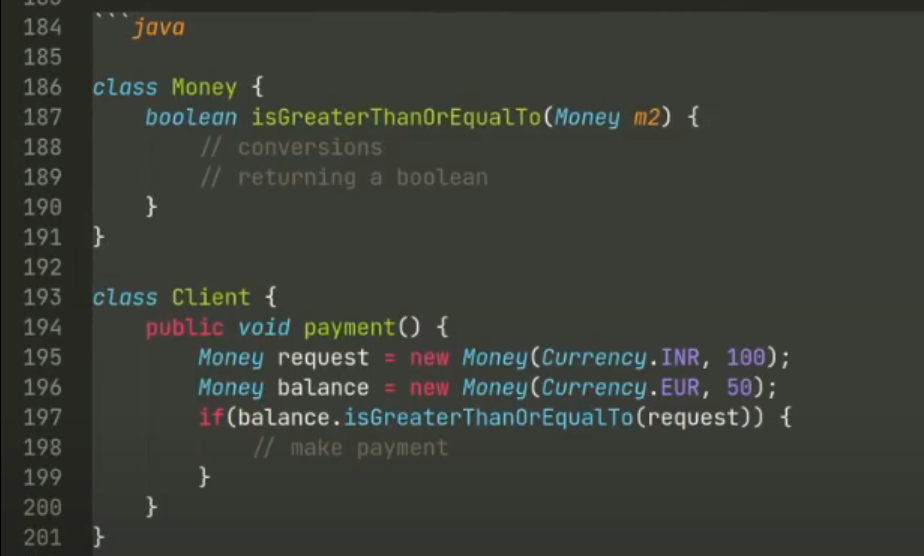 184 ```java
185
186 class Money {
187     boolean isGreaterThanOrEqualTo(Money m2) {
188         // conversions
189         // returning a boolean
190     }
191 }
192
193 class Client {
194     public void payment() {
195         Money request = new Money(Currency.INR, 100);
196         Money balance = new Money(Currency.EUR, 50);
197         if(balance.isGreaterThanOrEqualTo(request)) {
198             // make payment
199         }
200     }
201 }